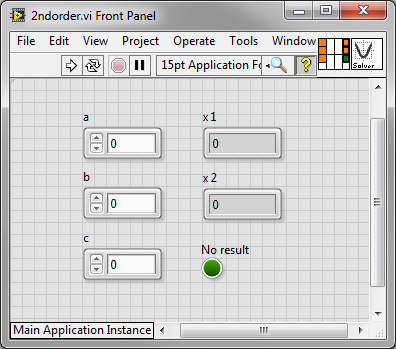 2ndorder.vi Front Panel
File Edit View Project Operate Tools Window
15pt Application Fo
?
Solver
a x 1
0 0
b x 2
0 0
c
0 No result
Main Application Instance